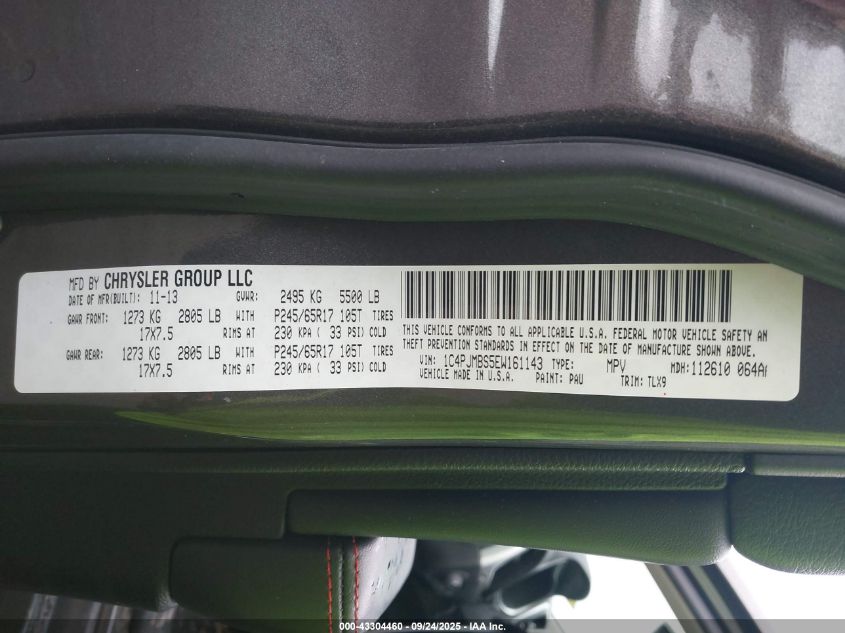 MFD BY CHRYSLER GROUP LLC
DATE OF MFR(BUILT): 11-13 GVWR: 2495 KG 5500 LB
GAWR FRONT: 1273 KG 2805 LB WITH P245/65R17 105T TIRES
17X7.5 RIMS AT 230 KPA ( 33 PSI) COLD
GAWR REAR: 1273 KG 2805 LB WITH P245/65R17 105T TIRES
17X7.5 RIMS AT 230 KPA ( 33 PSI) COLD
THIS VEHICLE CONFORMS TO ALL APPLICABLE U.S.A. FEDERAL MOTOR VEHICLE SAFETY AN
THEFT PREVENTION STANDARDS IN EFFECT ON THE DATE OF MANUFACTURE SHOWN ABOVE.
VIN: 1C4PJMBS5EW161143 TYPE: MPV MDH: 112610 064A
VEHICLE MADE IN U.S.A. PAINT: PAU TRIM: TLX9
000-43304460 - 09/24/2025 - IAA Inc.